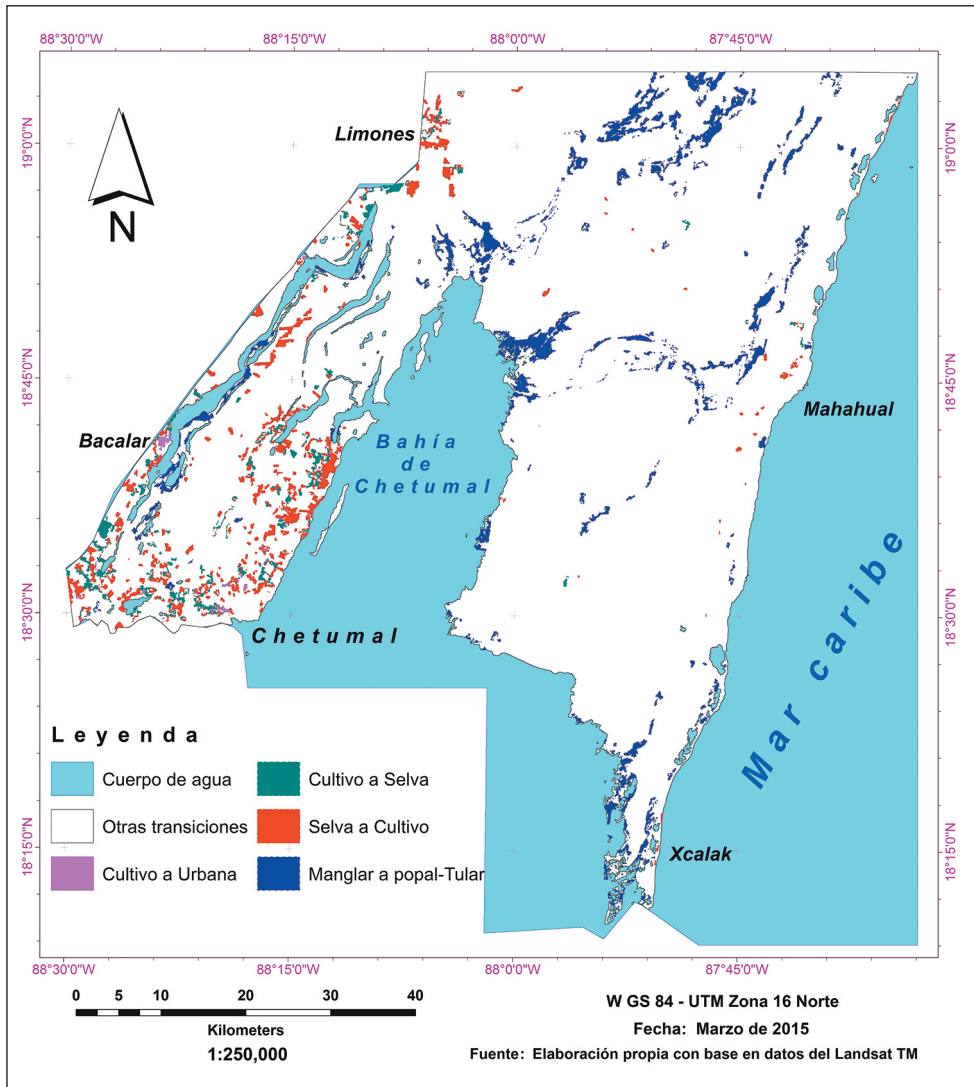 88°30'0"W 88°15'0"W 88°0'0"W 87°45'0"W
19°0'0"N
18°45'0"N
18°30'0"N
18°15'0"N
N
Limones
Bacalar
Bahía
de
Chetumal
Mahahual
Chetumal
Mar caribe
Xcalak
Leyenda
Cuerpo de agua
Otras transiciones
Cultivo a Urbana
Cultivo a Selva
Selva a Cultivo
Manglar a popal-Tular
19°0'0"N
18°45'0"N
18°30'0"N
18°15'0"N
88°30'0"W 88°15'0"W 88°0'0"W 87°45'0"W
0 5 10 20 30 40
Kilometers
1:250,000
W GS 84 - UTM Zona 16 Norte
Fecha: Marzo de 2015
Fuente: Elaboración propia con base en datos del Landsat TM